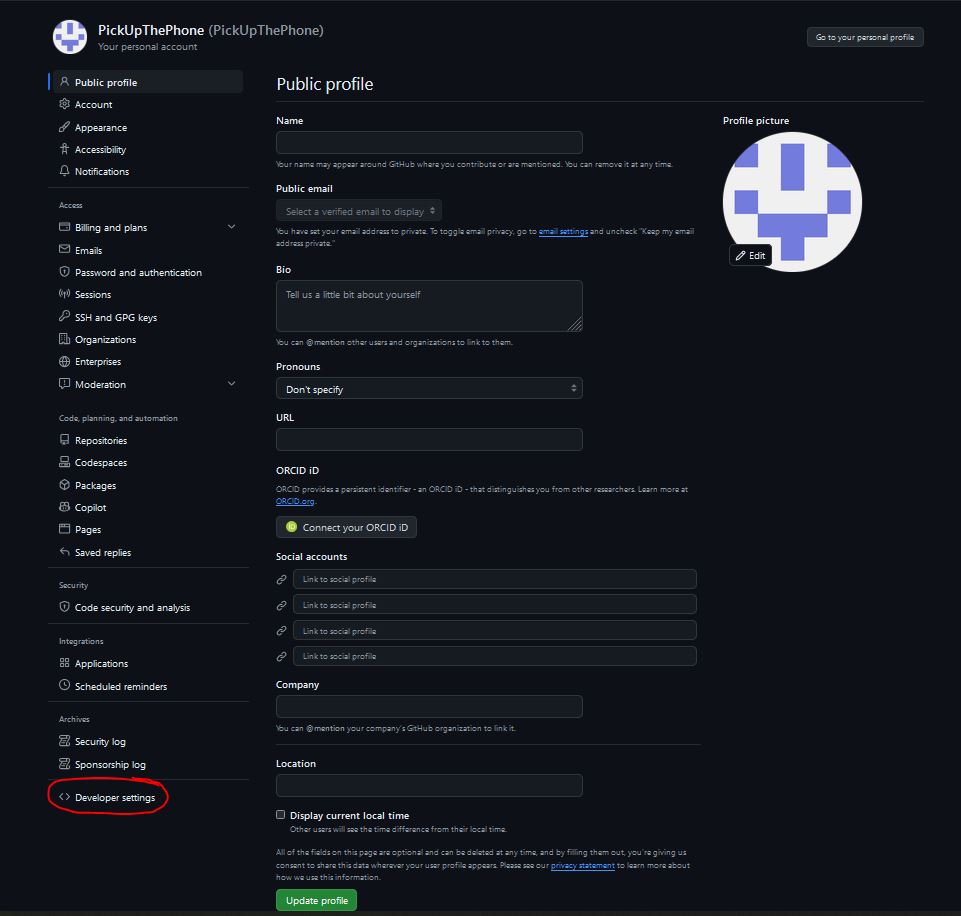 PickUpThePhone (PickUpThePhone)
Your personal account
Go to your personal profile
Public profile
Account
Appearance
Accessibility
Notifications
Access
Billing and plans
Emails
Password and authentication
Sessions
SSH and GPG keys
Organizations
Enterprises
Moderation
Code, planning, and automation
Repositories
Codespaces
Packages
Copilot
Pages
Saved replies
Security
Code security and analysis
Integrations
Applications
Scheduled reminders
Archives
Security log
Sponsorship log
Developer settings
Public profile
Name
Your name may appear around GitHub where you contribute or are mentioned. You can remove it at any time.
Public email
Select a verified email to display
You have set your email address to private. To toggle email privacy, go to email settings and uncheck "Keep my email
address private."
Bio
Tell us a little bit about yourself
You can @mention other users and organizations to link to them.
Pronouns
Don't specify
URL
ORCID iD
ORCID provides a persistent identifier - an ORCID iD - that distinguishes you from other researchers. Learn more at
ORCID.org.
iD Connect your ORCID iD
Social accounts
Link to social profile
Link to social profile
Link to social profile
Link to social profile
Company
You can @mention your company's GitHub organization to link it.
Location
Display current local time
Other users will see the time difference from their local time.
All of the fields on this page are optional and can be deleted at any time, and by filling them out, you're giving us
consent to share this data wherever your user profile appears. Please see our privacy statement to learn more about
how we use this information.
Update profile
Profile picture
Edit